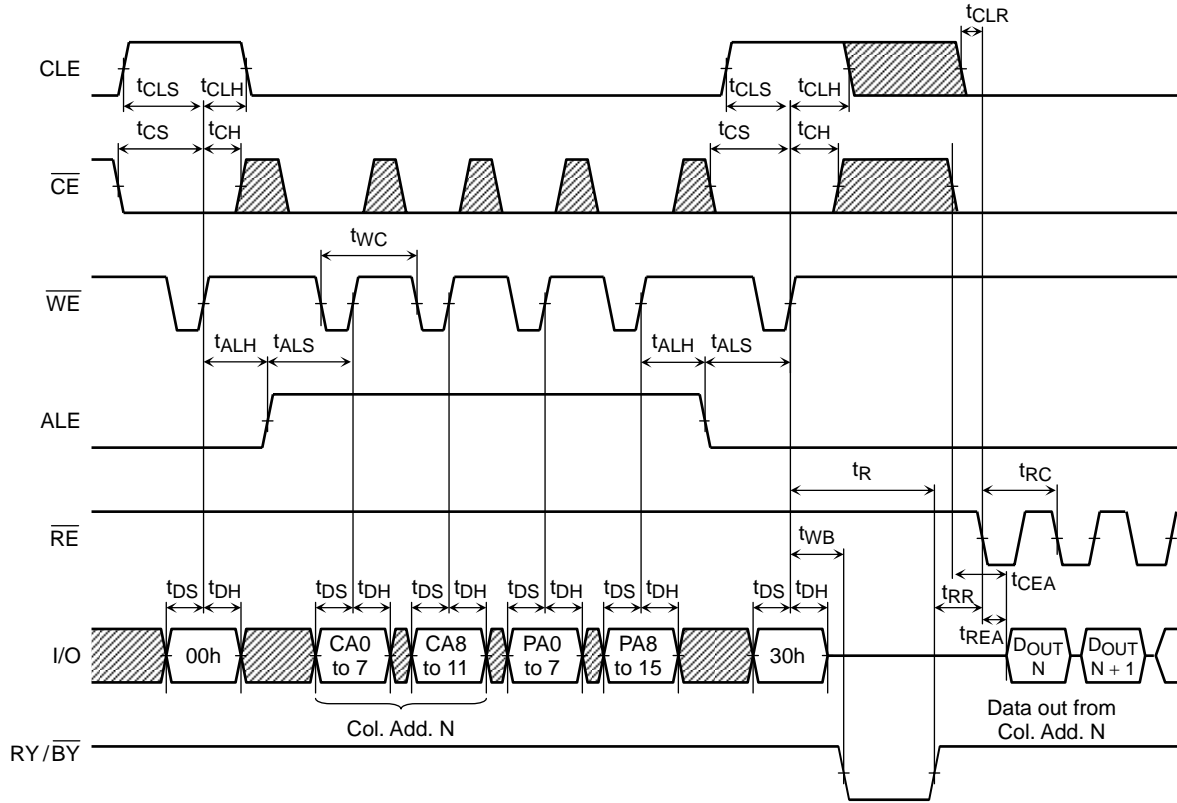 tCLR
CLE
tCLS tCLH tCLS tCLH
tCS tCH tCS tCH
CE
tWC
WE
tALH tALS tALH tALS
ALE
tR
tRC
RE
tWB
tCEA
tDS tDH tDS tDH tDS tDH tDS tDH tDS tDH tDS tDH
tRR
tREA
I/O 00h CA0 to 7 CA8 to 11 PA0 to 7 PA8 to 15 30h DOUT N DOUT N + 1
Col. Add. N
Data out from
Col. Add. N
RY/BY